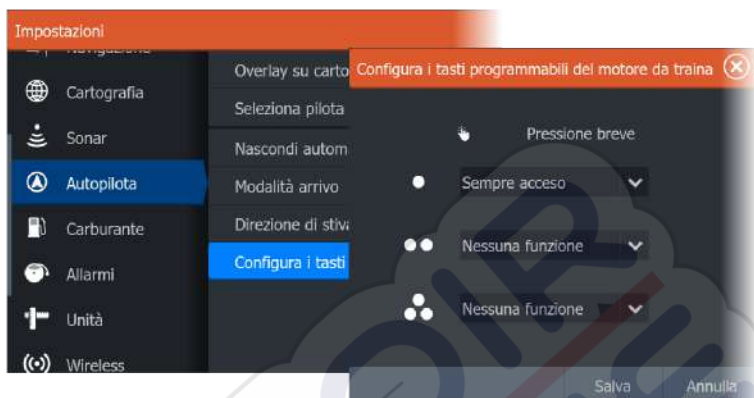 Impostazioni
Navigazione
Cartografia
Sonar
Autopilota
Carburante
Allarmi
Unità
Wireless
Overlay su carto
Seleziona pilota
Nascondi autom
Modalità arrivo
Direzione di stiva
Configura i tasti
Configura i tasti programmabili del motore da traina
Pressione breve
Sempre acceso
Nessuna funzione
Nessuna funzione
Salva
Annulla